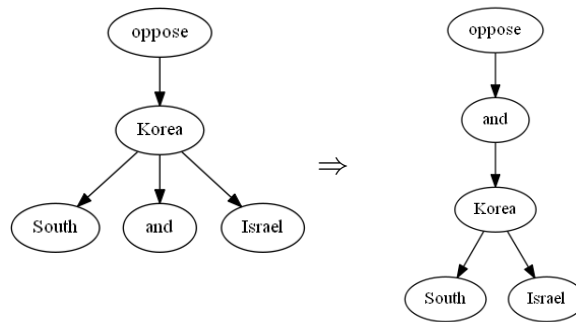 oppose
Korea
South and Israel
⇒
oppose
and
Korea
South Israel